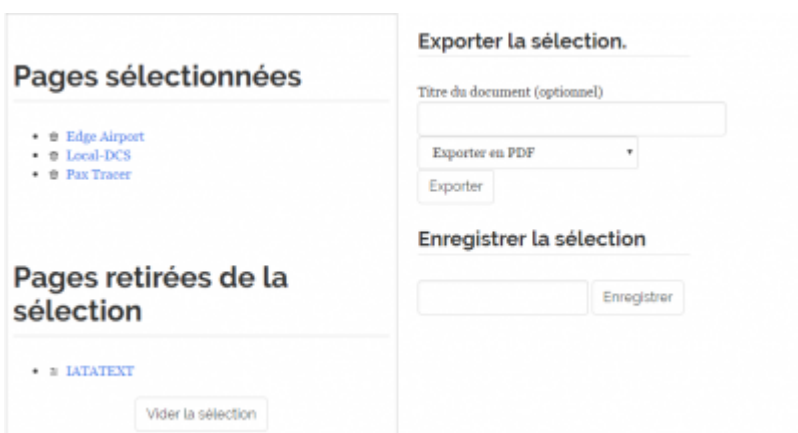 Pages sélectionnées
Edge Airport
Local-DCS
Pax Tracer
Pages retirées de la
sélection
IATATEXT
Vider la sélection
Exporter la sélection.
Titre du document (optionnel)
Exporter en PDF
Exporter
Enregistrer la sélection
Enregistrer